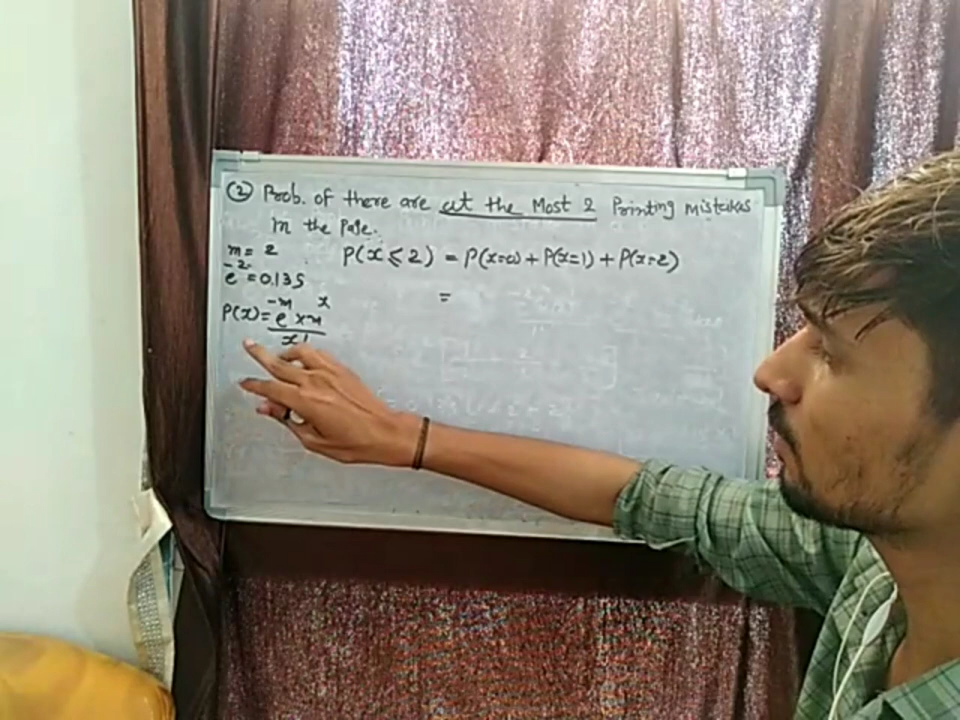 (2) Prob. of there are at the Most 2 Printing mistakes
in the Page.
m = 2
e⁻² = 0.135
P(x≤2) = P(x=0) + P(x=1) + P(x=2)
=
P(x) = e⁻ᵐ × mˣ / x!